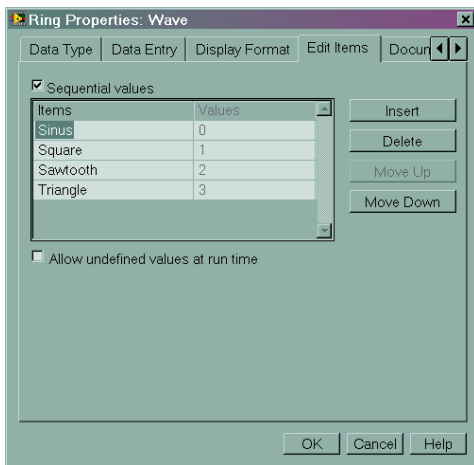 Ring Properties: Wave
Data Type Data Entry Display Format Edit Items Docun
Sequential values
Items Values
Sinus 0
Square 1
Sawtooth 2
Triangle 3
Insert
Delete
Move Up
Move Down
Allow undefined values at run time
OK Cancel Help